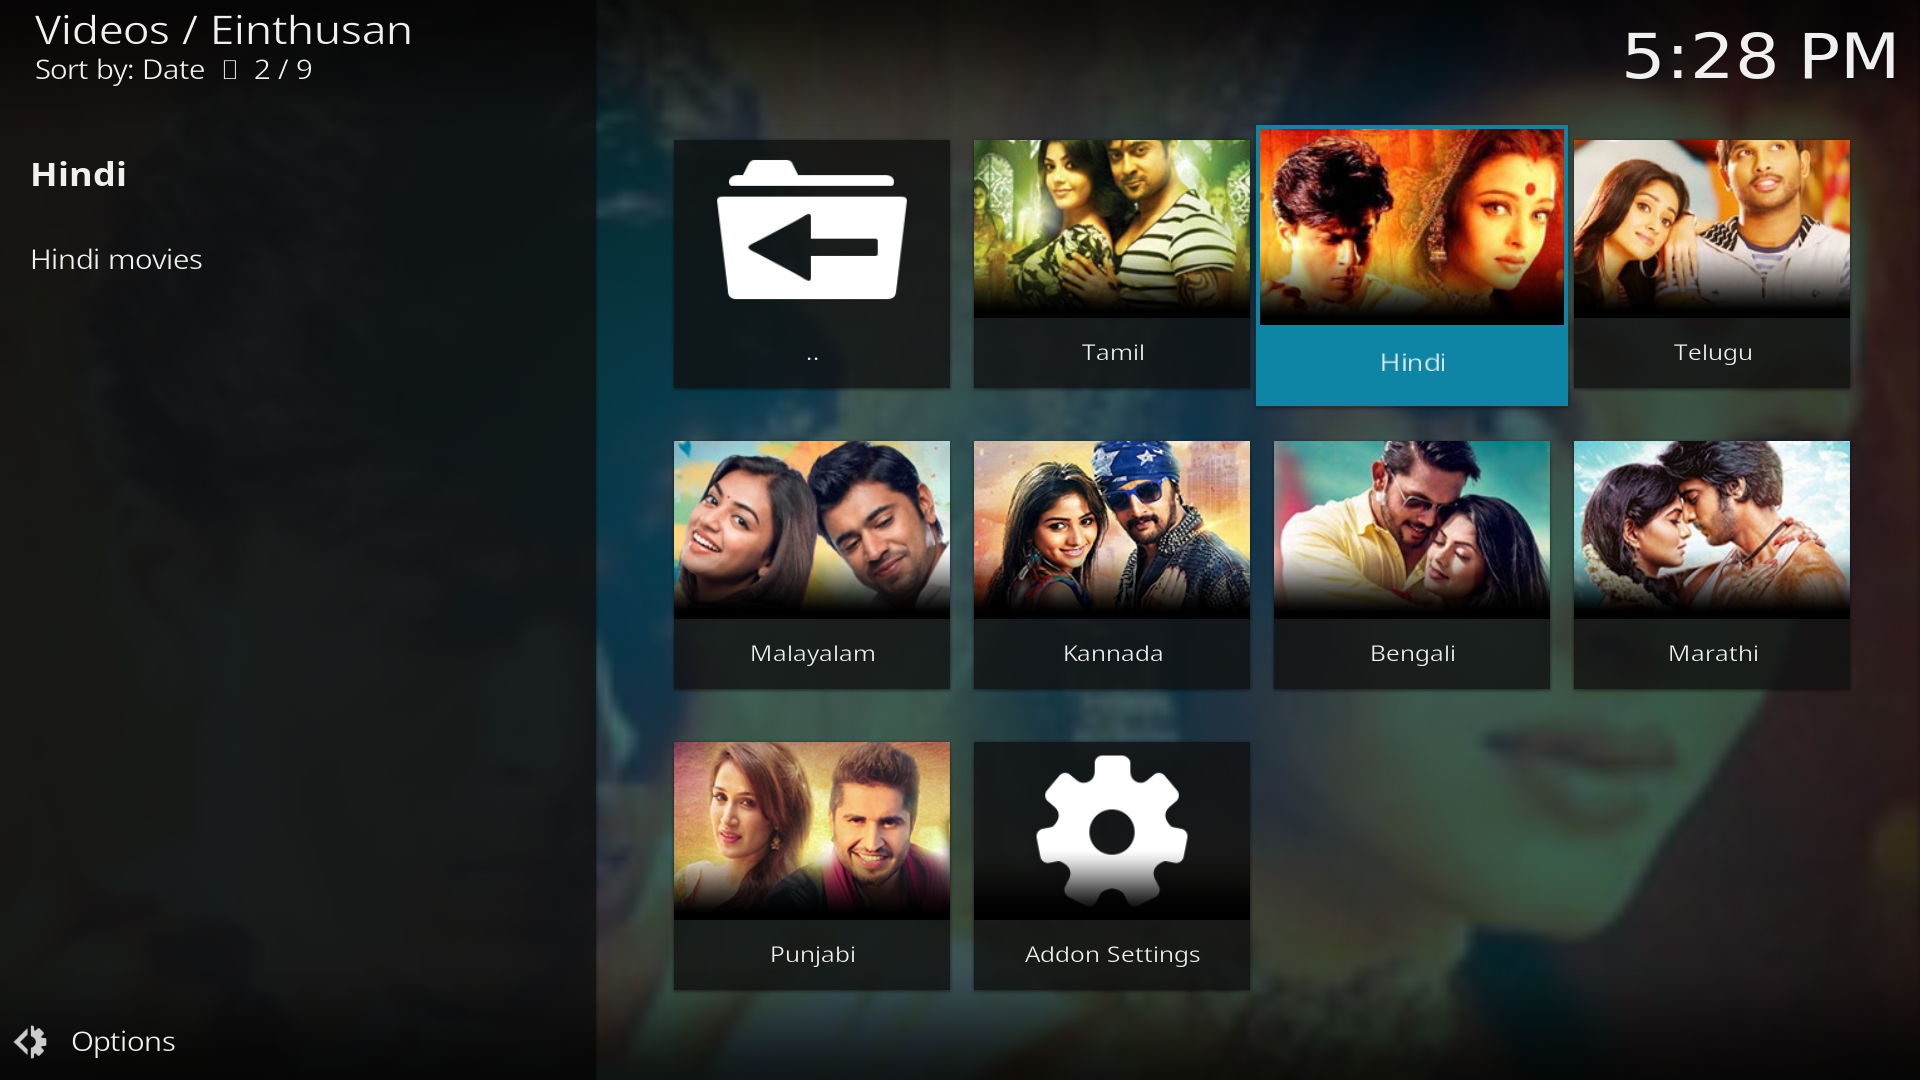 Videos / Einthusan
Sort by: Date 2 / 9
5:28 PM
Hindi
Hindi movies
..
Tamil
Hindi
Telugu
Malayalam
Kannada
Bengali
Marathi
Punjabi
Addon Settings
Options